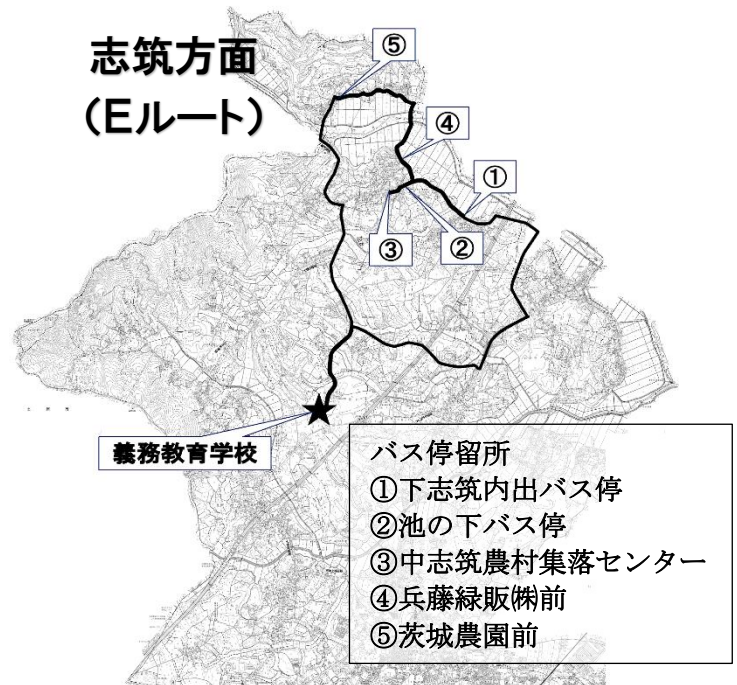 志筑方面
（Eルート）
⑤
④
①
③
②
義務教育学校
バス停留所
①下志筑内出バス停
②池の下バス停
③中志筑農村集落センター
④兵藤緑販㈱前
⑤茨城農園前